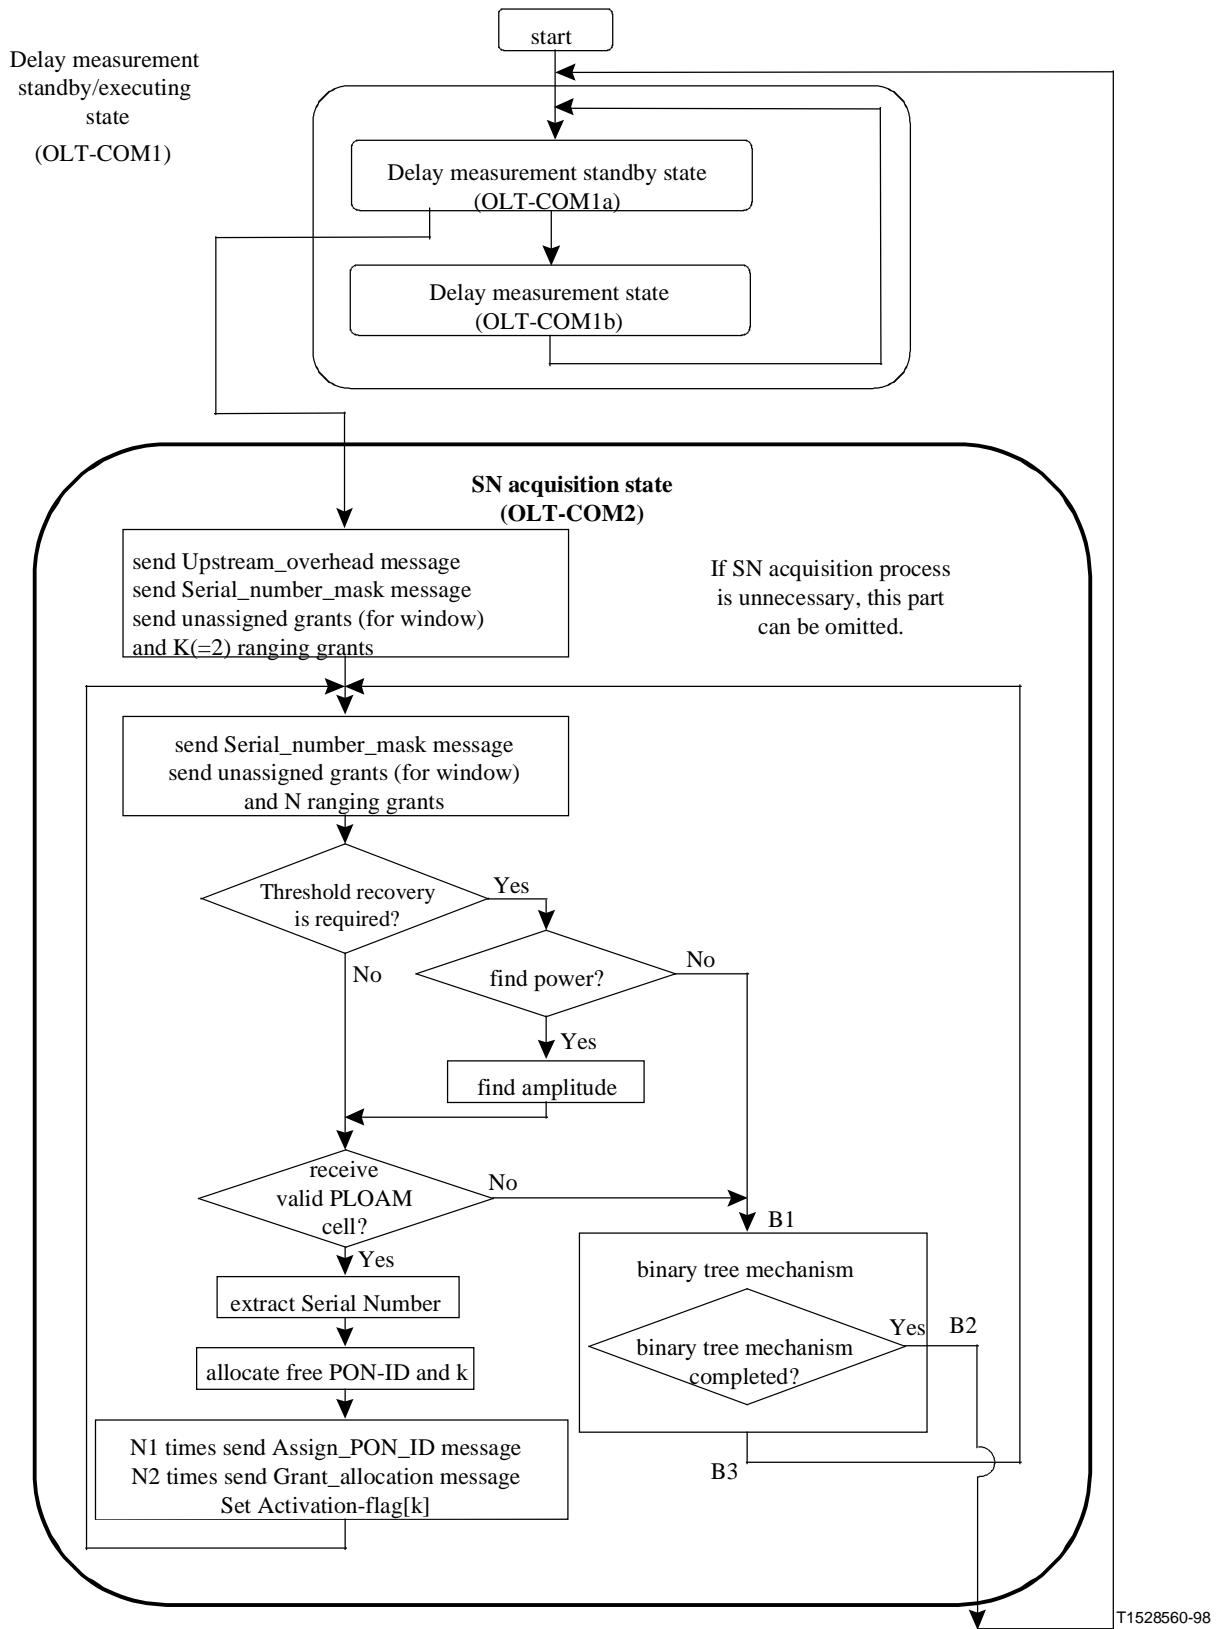 start
Delay measurement
standby/executing
state
(OLT-COM1)
Delay measurement standby state
(OLT-COM1a)
Delay measurement state
(OLT-COM1b)
SN acquisition state
(OLT-COM2)
send Upstream_overhead message
send Serial_number_mask message
send unassigned grants (for window)
and K(=2) ranging grants
If SN acquisition process
is unnecessary, this part
can be omitted.
send Serial_number_mask message
send unassigned grants (for window)
and N ranging grants
Threshold recovery
is required?
Yes
No
find power?
No
Yes
find amplitude
receive
valid PLOAM
cell?
No
Yes
B1
extract Serial Number
allocate free PON-ID and k
N1 times send Assign_PON_ID message
N2 times send Grant_allocation message
Set Activation-flag[k]
binary tree mechanism
binary tree mechanism
completed?
Yes
B2
B3
T1528560-98